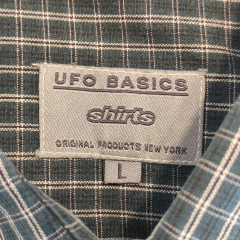 UFO BASICS
shirts
ORIGINAL PRODUCTS NEW YORK
L